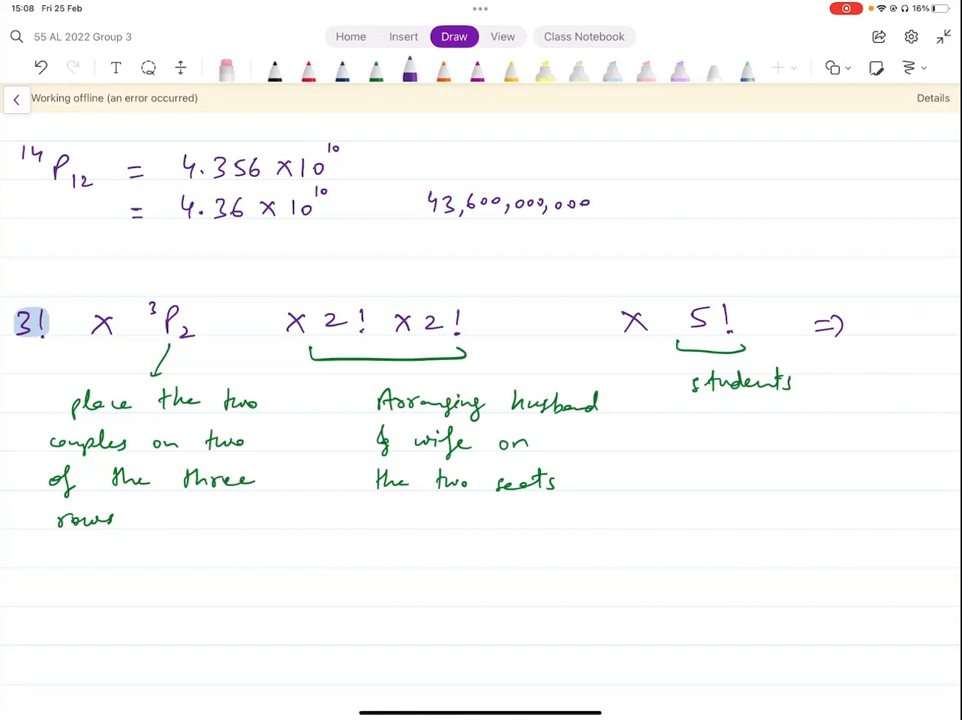 15:08 Fri 25 Feb 16%
55 AL 2022 Group 3 Home Insert Draw View Class Notebook
Working offline (an error occurred) Details
¹⁴P₁₂ = 4.356 × 10¹⁰
= 4.36 × 10¹⁰ 43,600,000,000
3! × ³P₂ × 2! × 2! × 5! ⇒
students
place the two
couples on two
of the three
rows
Arranging husband
& wife on
the two seats